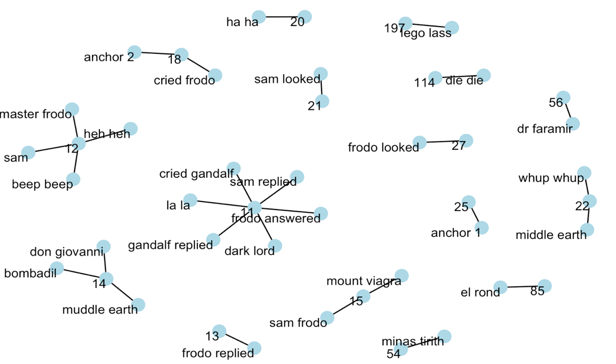 ha ha
20
197
lego lass
anchor 2
18
cried frodo
sam looked
21
114
die die
56
dr faramir
master frodo
heh heh
12
sam
beep beep
frodo looked
27
cried gandalf
sam replied
la la
11
frodo answered
gandalf replied
dark lord
whup whup
22
middle earth
25
anchor 1
don giovanni
bombadil
14
muddle earth
mount viagra
15
sam frodo
el rond
85
13
frodo replied
minas tirith
54